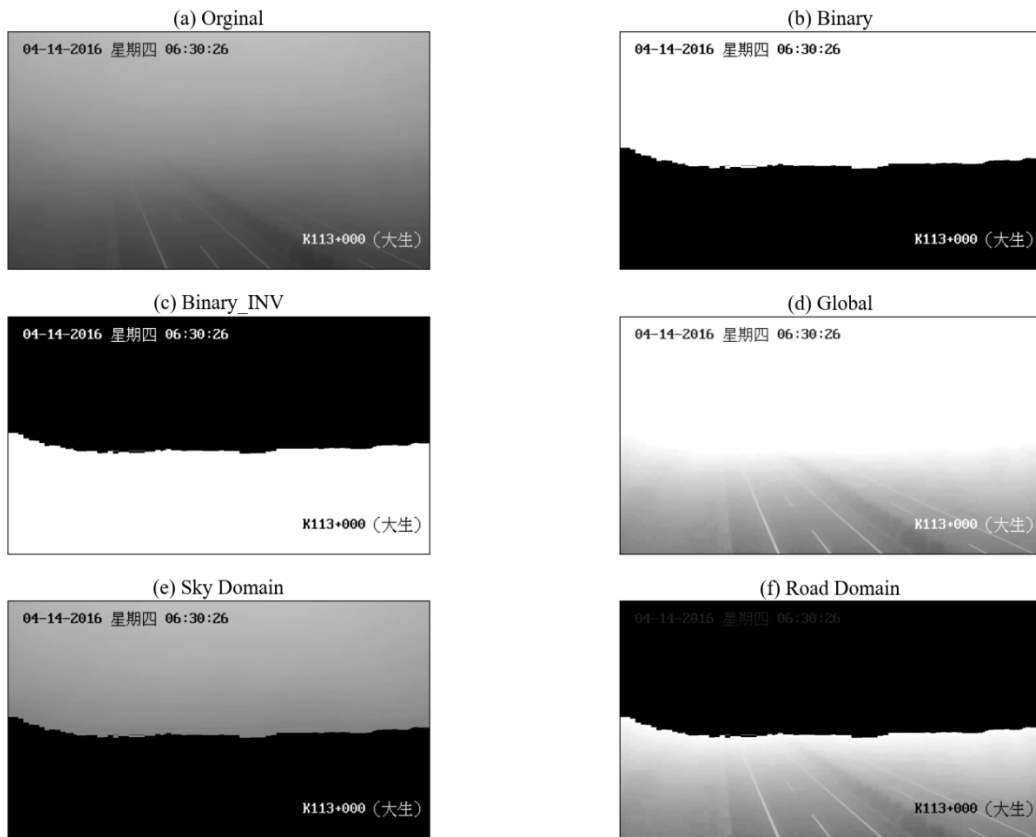 (a) Orginal
04-14-2016 星期四 06:30:26
K113+000（大生）
(b) Binary
04-14-2016 星期四 06:30:26
K113+000（大生）
(c) Binary_INV
04-14-2016 星期四 06:30:26
K113+000（大生）
(d) Global
04-14-2016 星期四 06:30:26
K113+000（大生）
(e) Sky Domain
04-14-2016 星期四 06:30:26
K113+000（大生）
(f) Road Domain
04-14-2016 星期四 06:30:26
K113+000（大生）